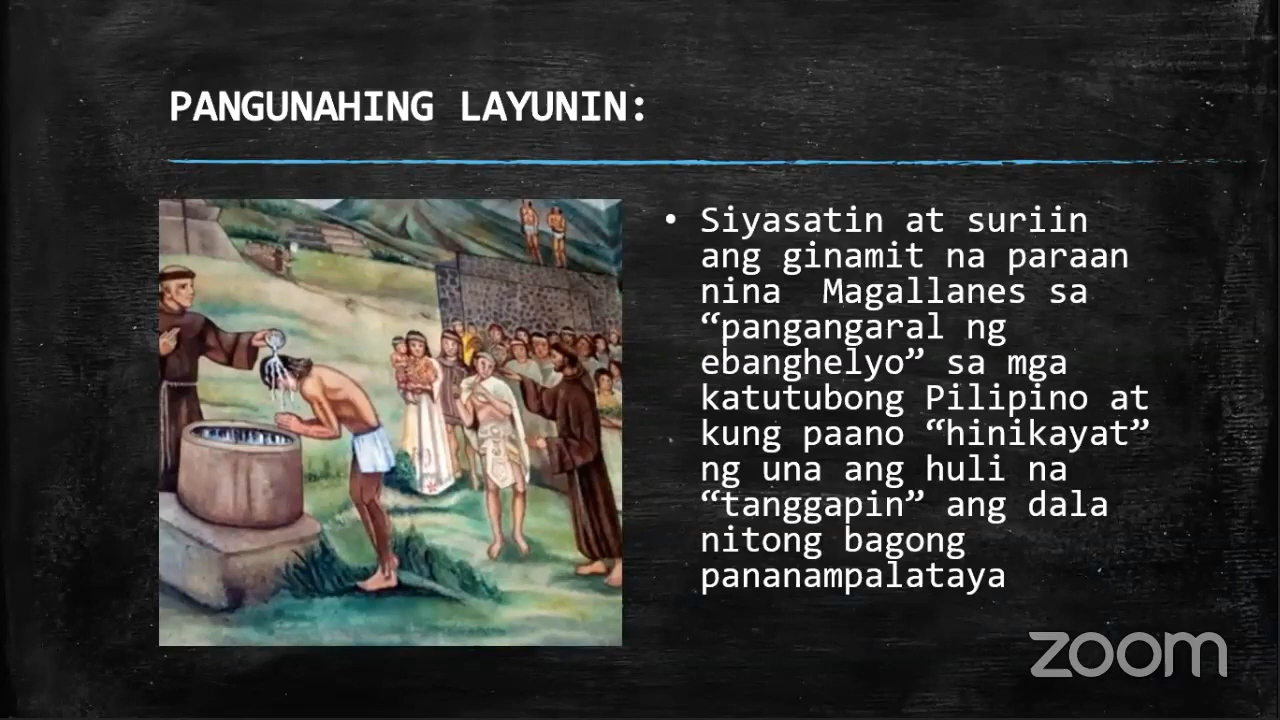 PANGUNAHING LAYUNIN:
• Siyasatin at suriin
ang ginamit na paraan
nina Magallanes sa
“pangangaral ng
ebanghelyo” sa mga
katutubong Pilipino at
kung paano “hinikayat”
ng una ang huli na
“tanggapin” ang dala
nitong bagong
pananampalataya
zoom